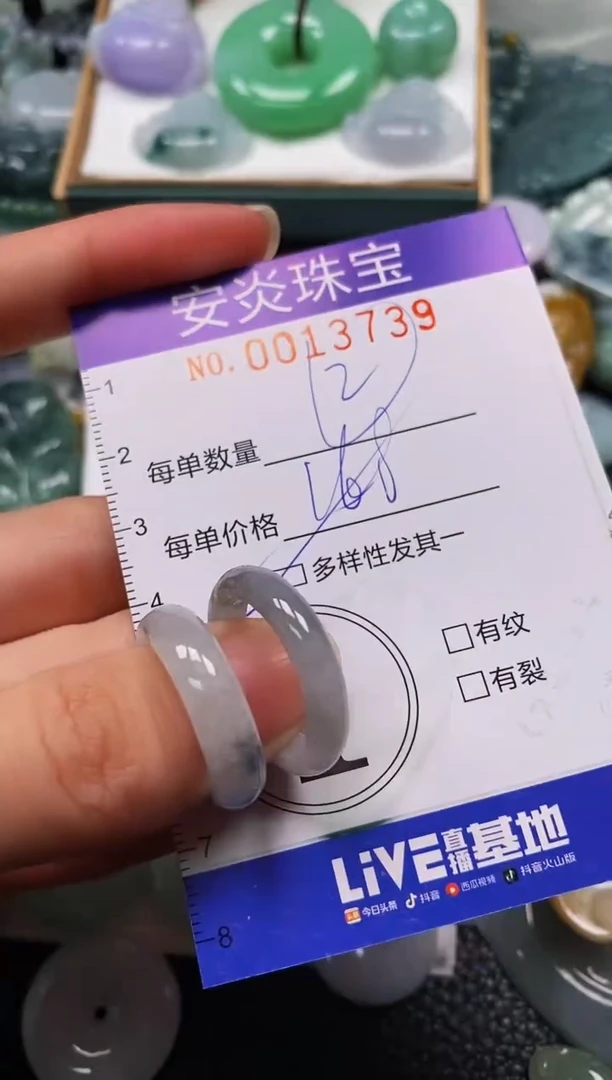 安炎珠宝
NO.0013739
1
2
2
每单数量
168
3
每单价格
□多样性发其一
4
□有纹
□有裂
7
LiVE直播基地
今日头条 抖音 西瓜视频 抖音火山版
8